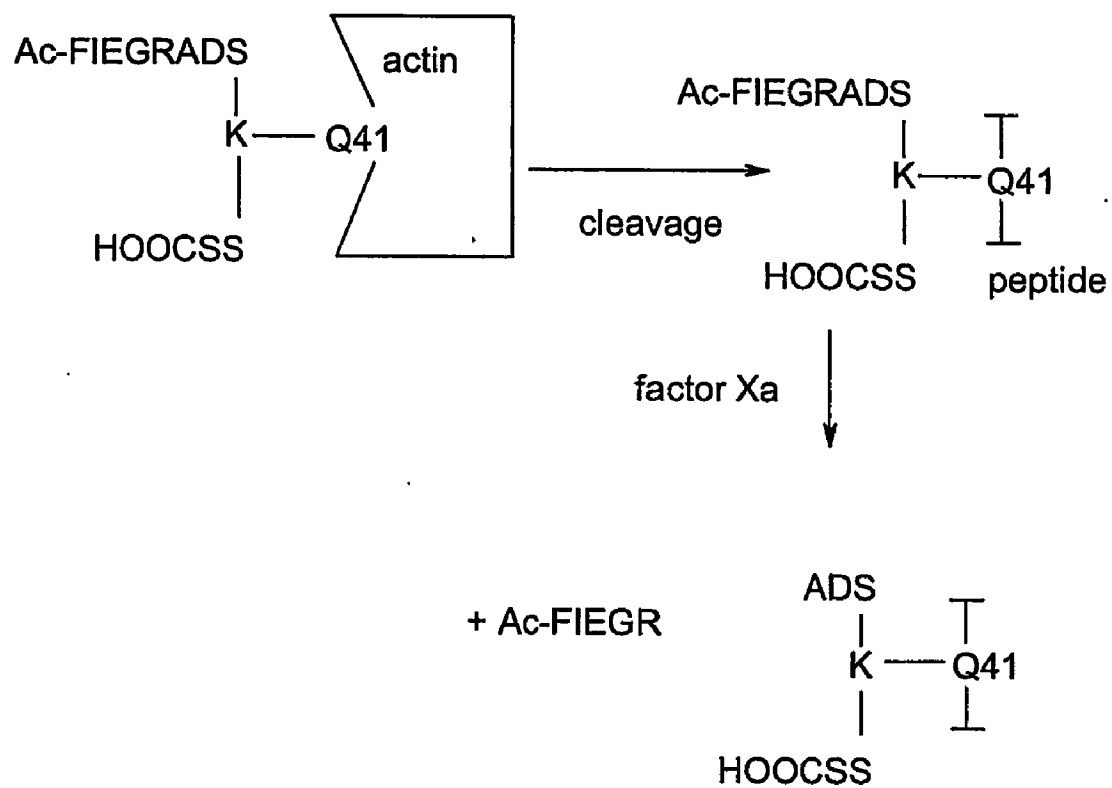 Ac-FIEGRADS
actin
K
Q41
HOOCSS
cleavage
Ac-FIEGRADS
K
Q41
HOOCSS
peptide
factor Xa
+ Ac-FIEGR
ADS
K
Q41
HOOCSS